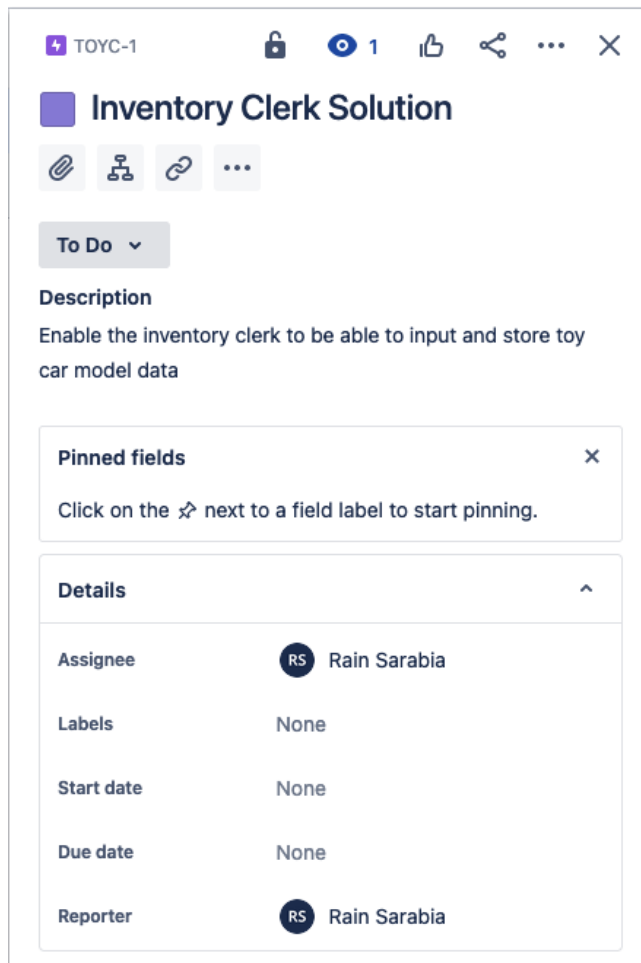 TOYC-1
1
Inventory Clerk Solution
To Do
Description
Enable the inventory clerk to be able to input and store toy
car model data
Pinned fields
Click on the next to a field label to start pinning.
Details
Assignee RS Rain Sarabia
Labels None
Start date None
Due date None
Reporter RS Rain Sarabia